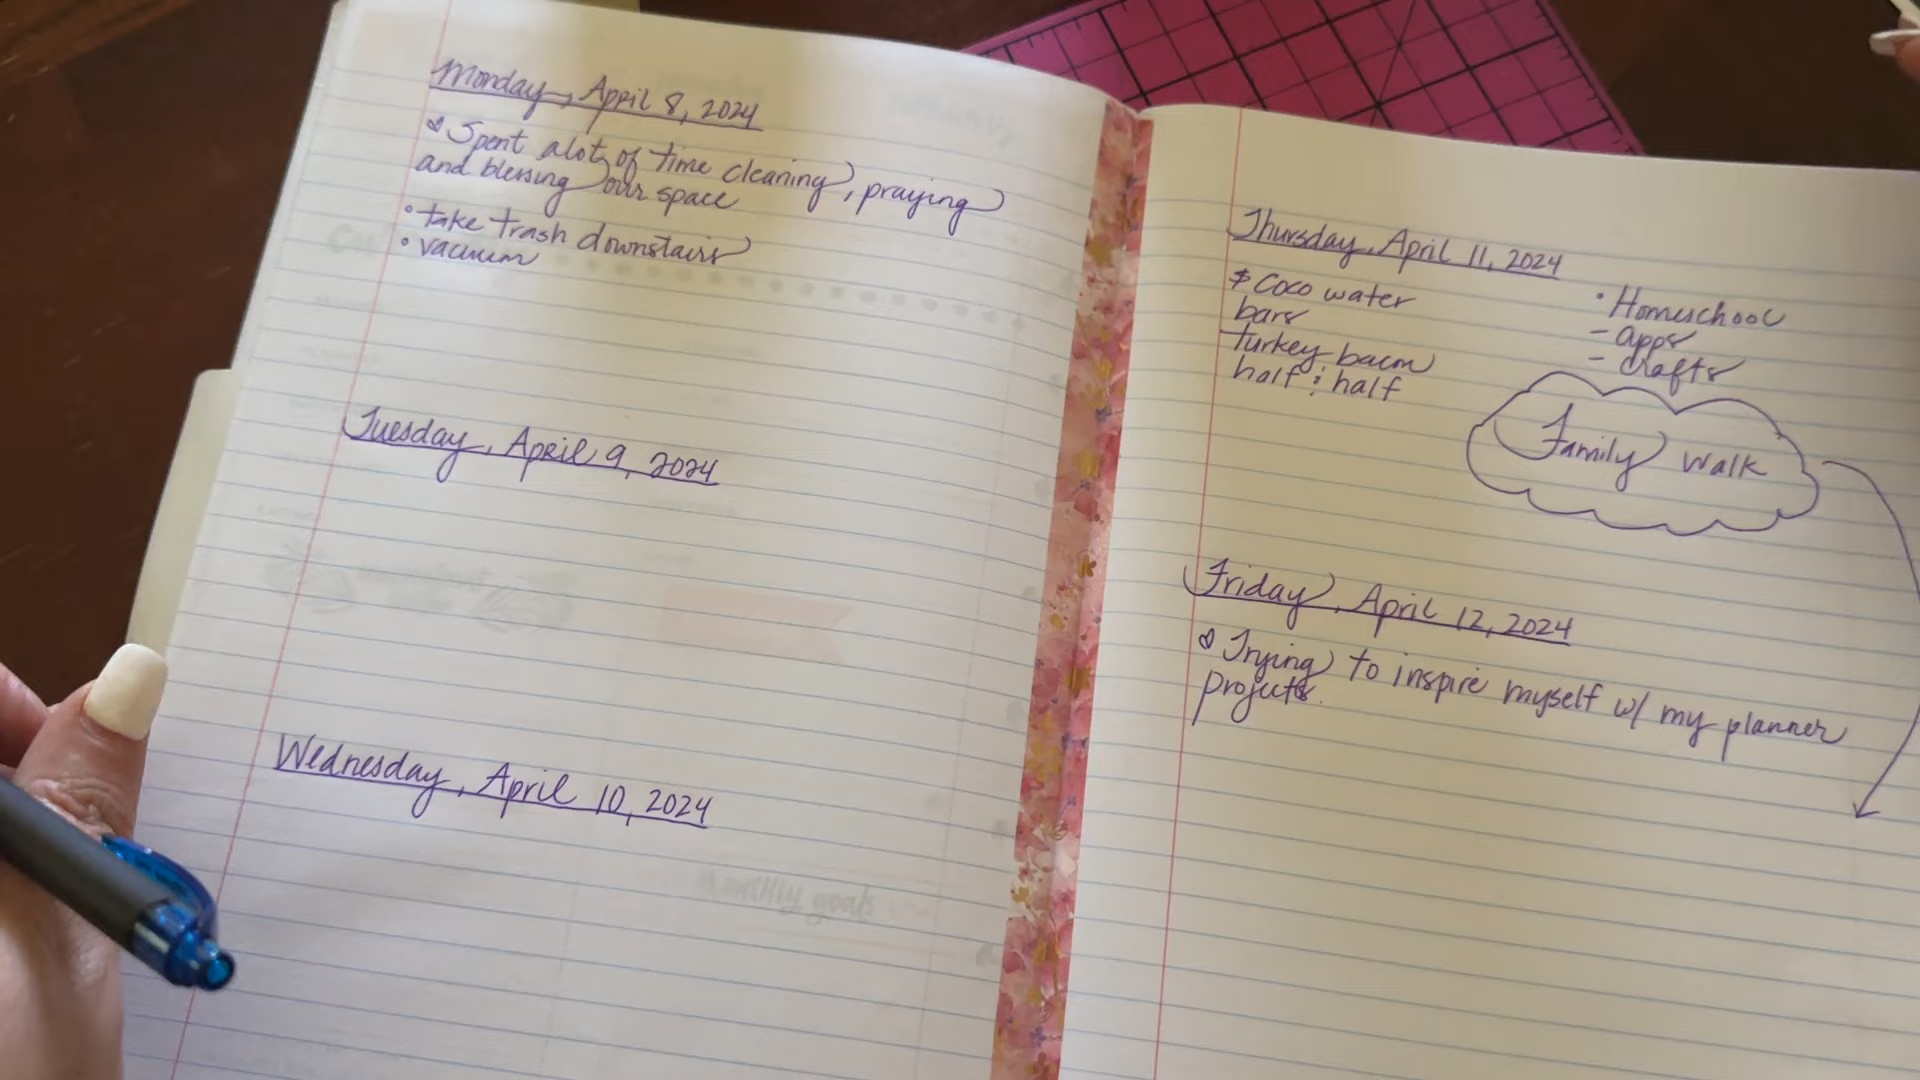 Monday, April 8, 2024
Spent alot of time cleaning, praying
and blessing our space
• take trash downstairs
• vacuum
Tuesday, April 9, 2024
Wednesday, April 10, 2024
Monthly goals
Thursday, April 11, 2024
$ Coco water
bars
turkey bacon
half & half
• Homeschool
- apps
- crafts
Family Walk
Friday, April 12, 2024
Trying to inspire myself w/ my planner
projects.